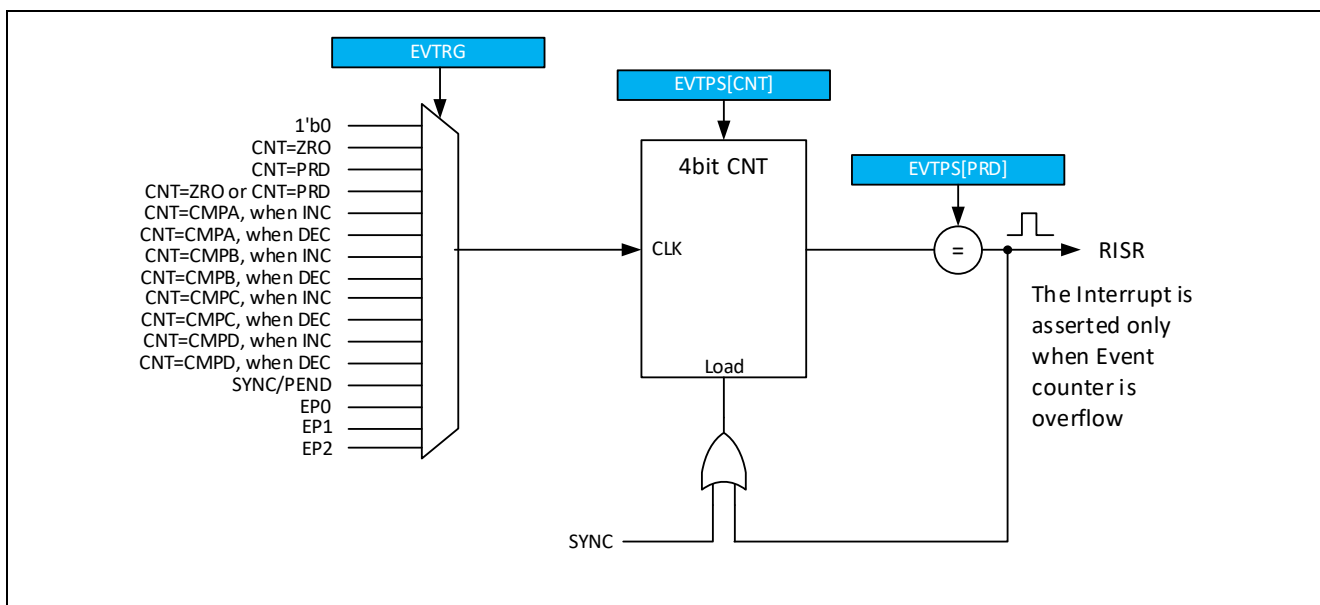 EVTRG
EVTPS[CNT]
1'b0
CNT=ZRO
CNT=PRD
CNT=ZRO or CNT=PRD
CNT=CMPA, when INC
CNT=CMPA, when DEC
CNT=CMPB, when INC
CNT=CMPB, when DEC
CNT=CMPC, when INC
CNT=CMPC, when DEC
CNT=CMPD, when INC
CNT=CMPD, when DEC
SYNC/PEND
EP0
EP1
EP2
4bit CNT
CLK
Load
EVTPS[PRD]
=
RISR
The Interrupt is
asserted only
when Event
counter is
overflow
SYNC